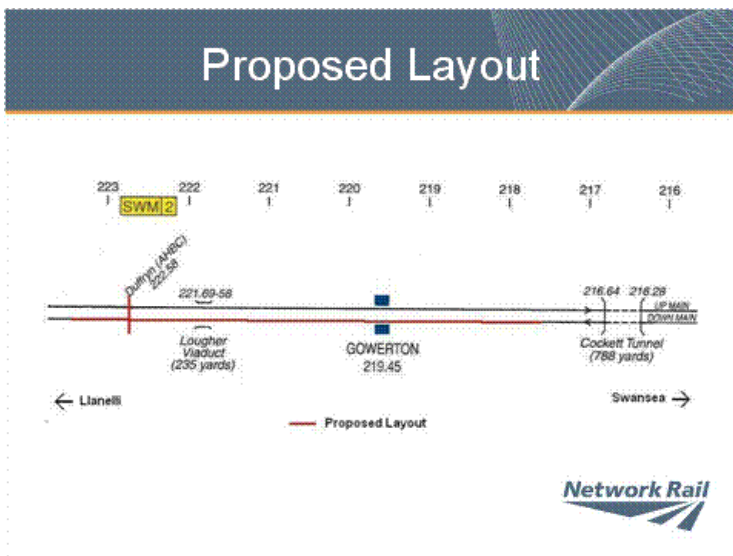 Proposed Layout
223 222 221 220 219 218 217 216
SWM 2
Duffryn (AHBC)
222.58
221.69-58
216.64 216.28
UP MAIN
DOWN MAIN
Lougher
Viaduct
(235 yards)
GOWERTON
219.45
Cockett Tunnel
(788 yards)
← Llanelli
Swansea →
Proposed Layout
Network Rail